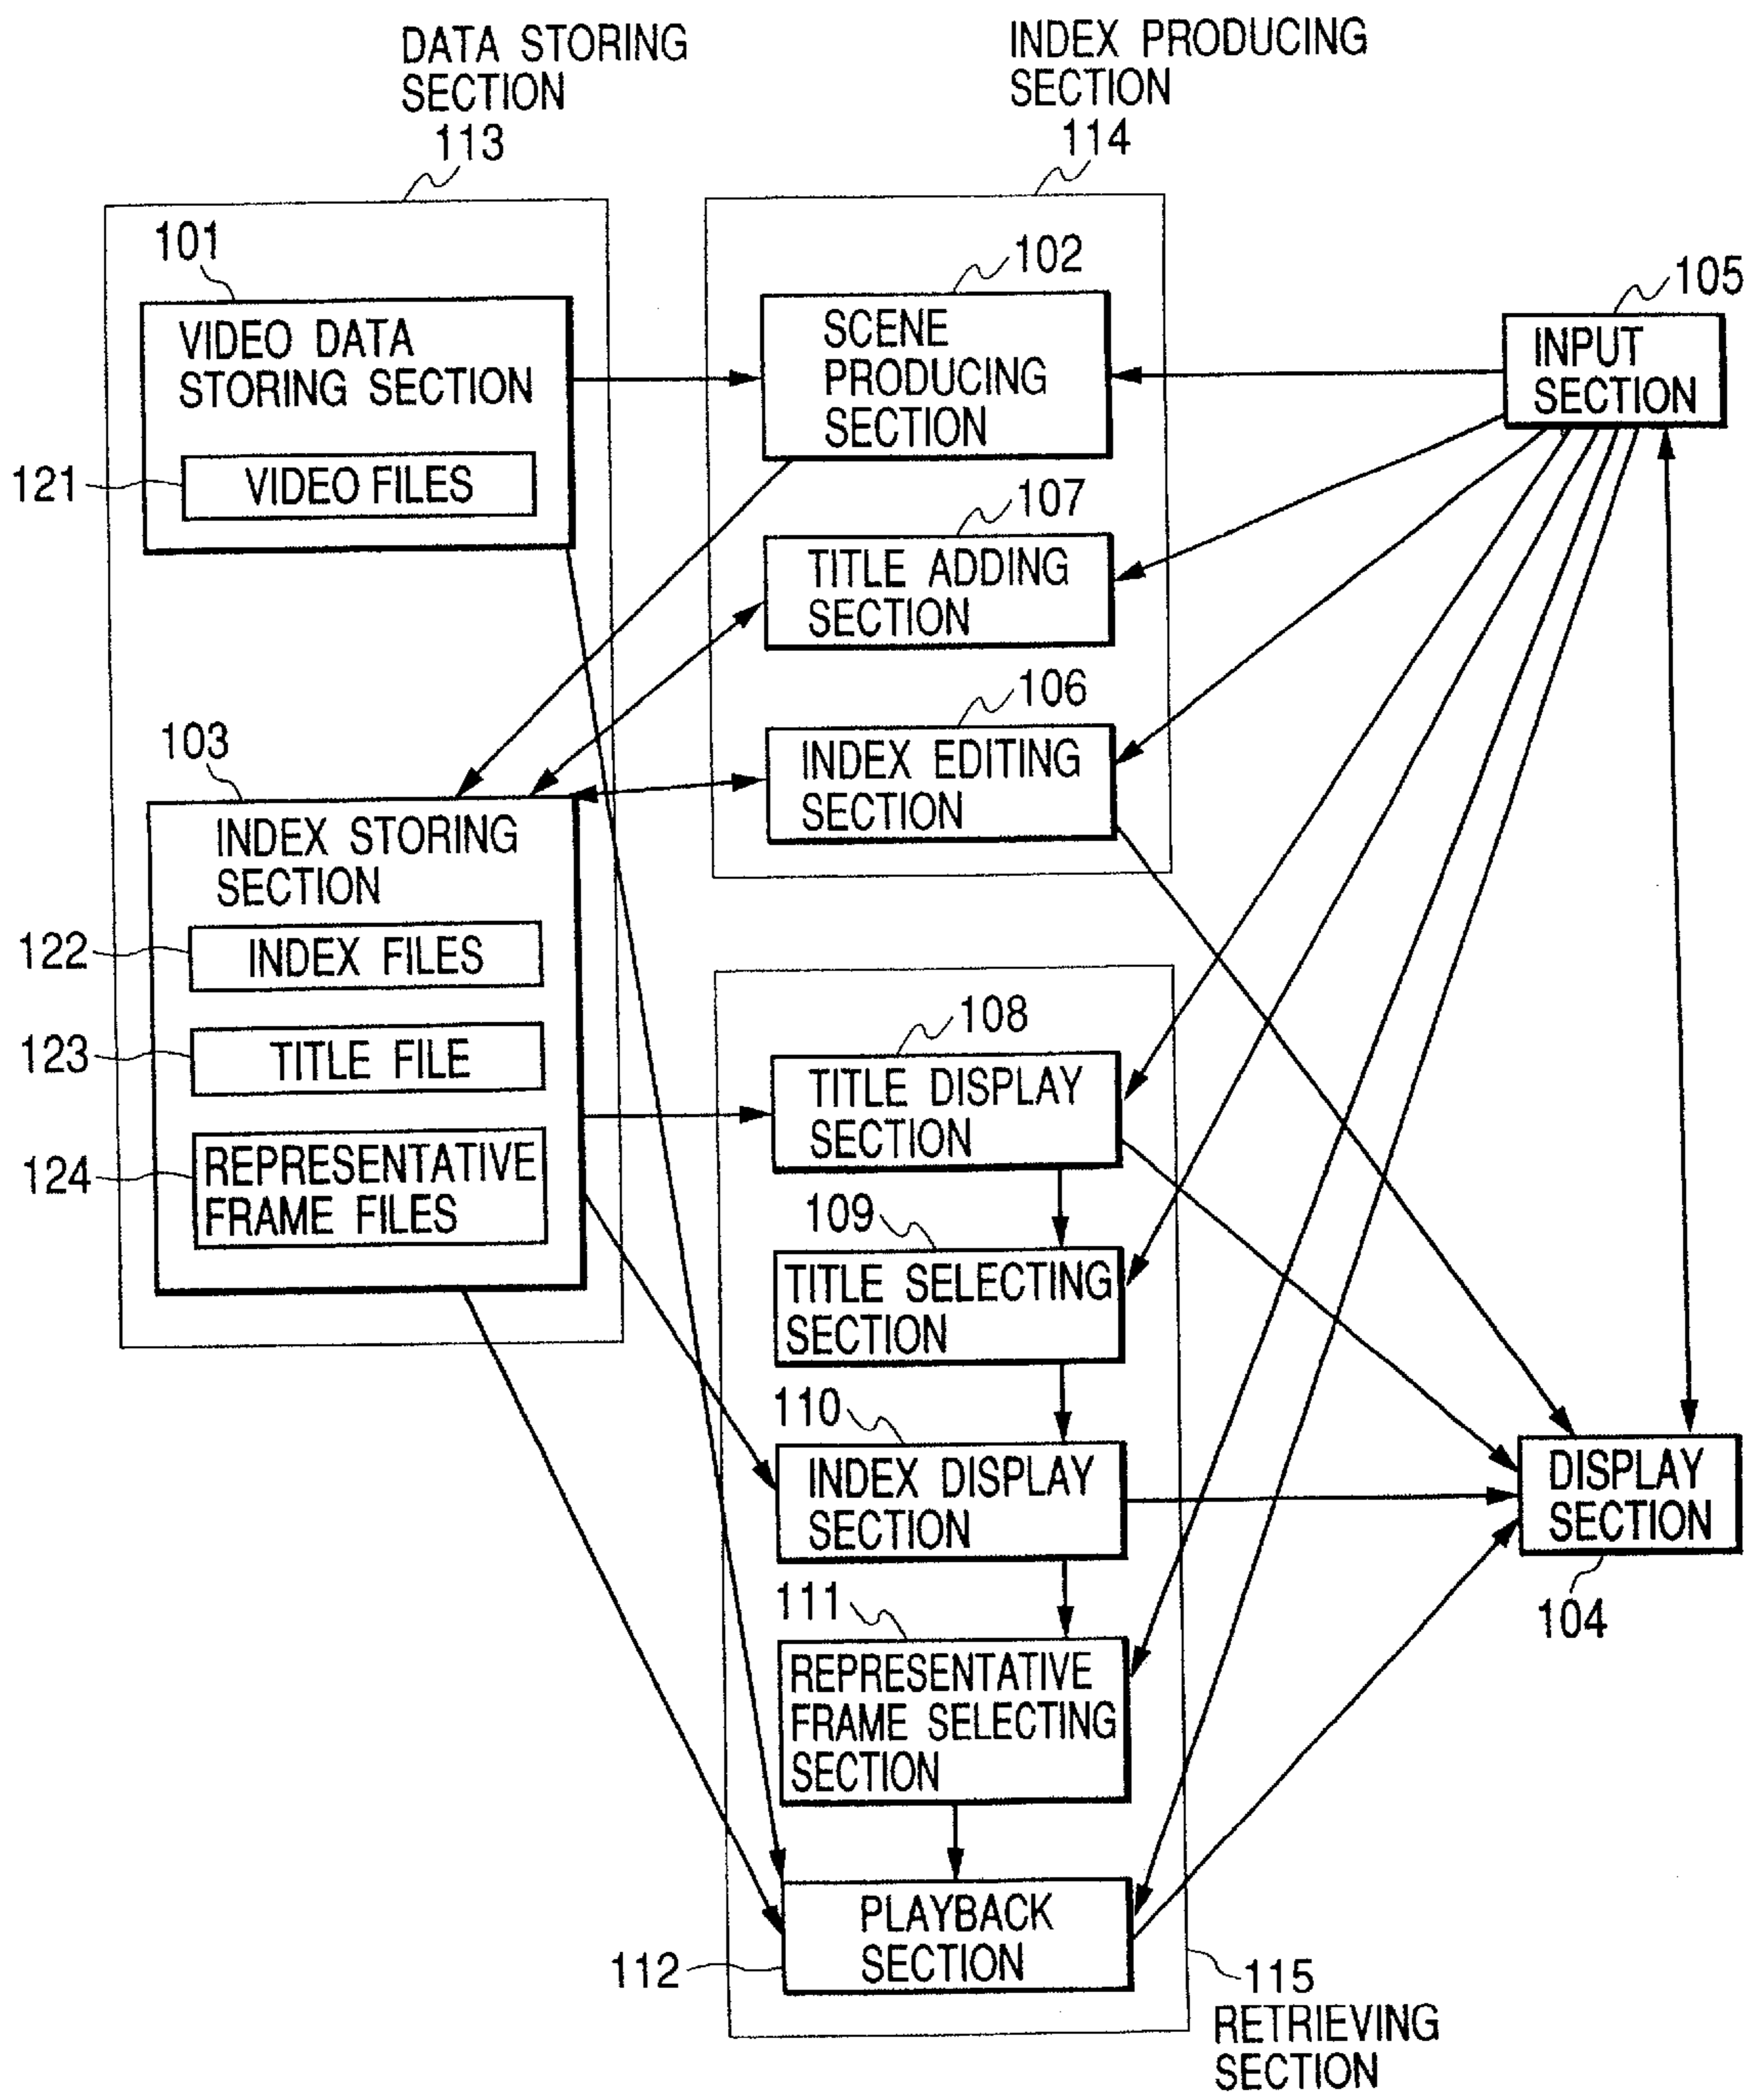 DATA STORING
SECTION
113
INDEX PRODUCING
SECTION
114
101
VIDEO DATA
STORING SECTION
121
VIDEO FILES
102
SCENE
PRODUCING
SECTION
105
INPUT
SECTION
107
TITLE ADDING
SECTION
106
INDEX EDITING
SECTION
103
INDEX STORING
SECTION
122
INDEX FILES
123
TITLE FILE
124
REPRESENTATIVE
FRAME FILES
108
TITLE DISPLAY
SECTION
109
TITLE SELECTING
SECTION
110
INDEX DISPLAY
SECTION
DISPLAY
SECTION
104
111
REPRESENTATIVE
FRAME SELECTING
SECTION
PLAYBACK
SECTION
112
115
RETRIEVING
SECTION